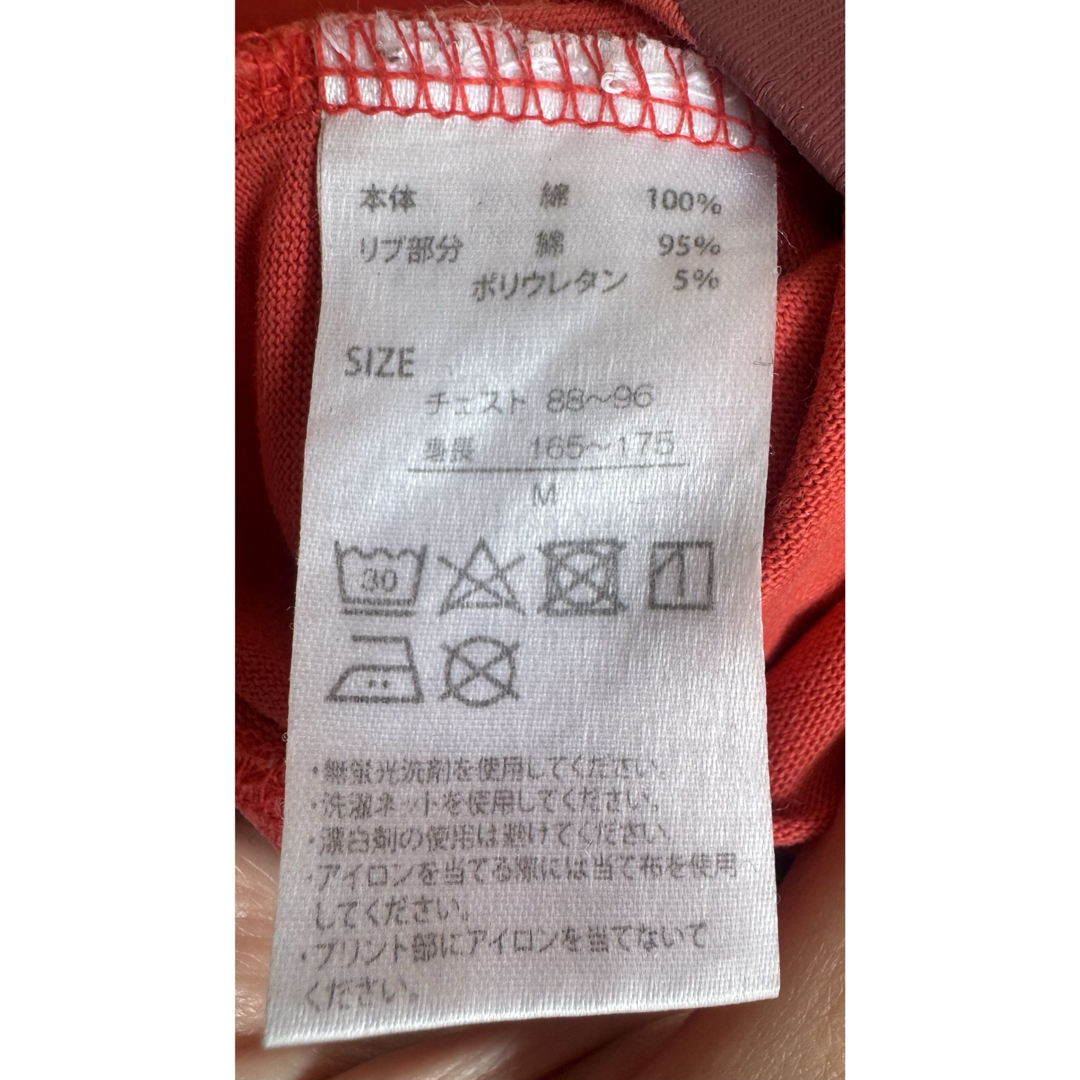 本体 綿 100%
リブ部分 綿 95%
ポリウレタン 5%
SIZE
チェスト 88~96
身長 165~175
M
30
・無蛍光洗剤を使用してください。
・洗濯ネットを使用してください。
・漂白剤の使用は避けてください。
・アイロンを当てる際には当て布を使用
してください。
・プリント部にアイロンを当てないで
ください。